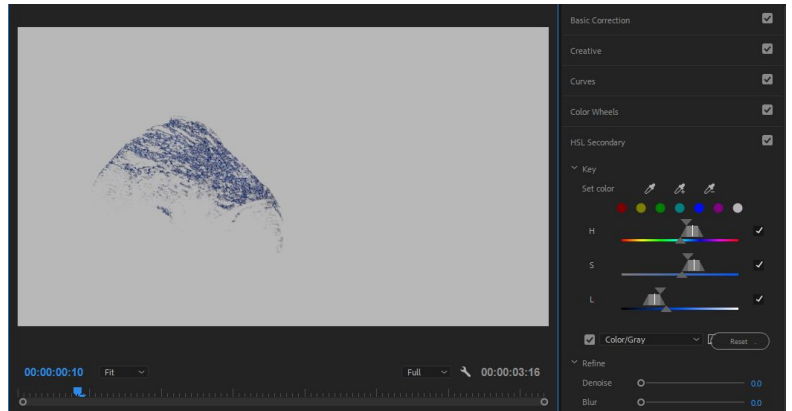 Basic Correction
Creative
Curves
Color Wheels
HSL Secondary
Key
Set color
H
S
L
Color/Gray
Reset ..
Refine
Denoise 0.0
Blur 0.0
00:00:00:10 Fit Full 00:00:03:16